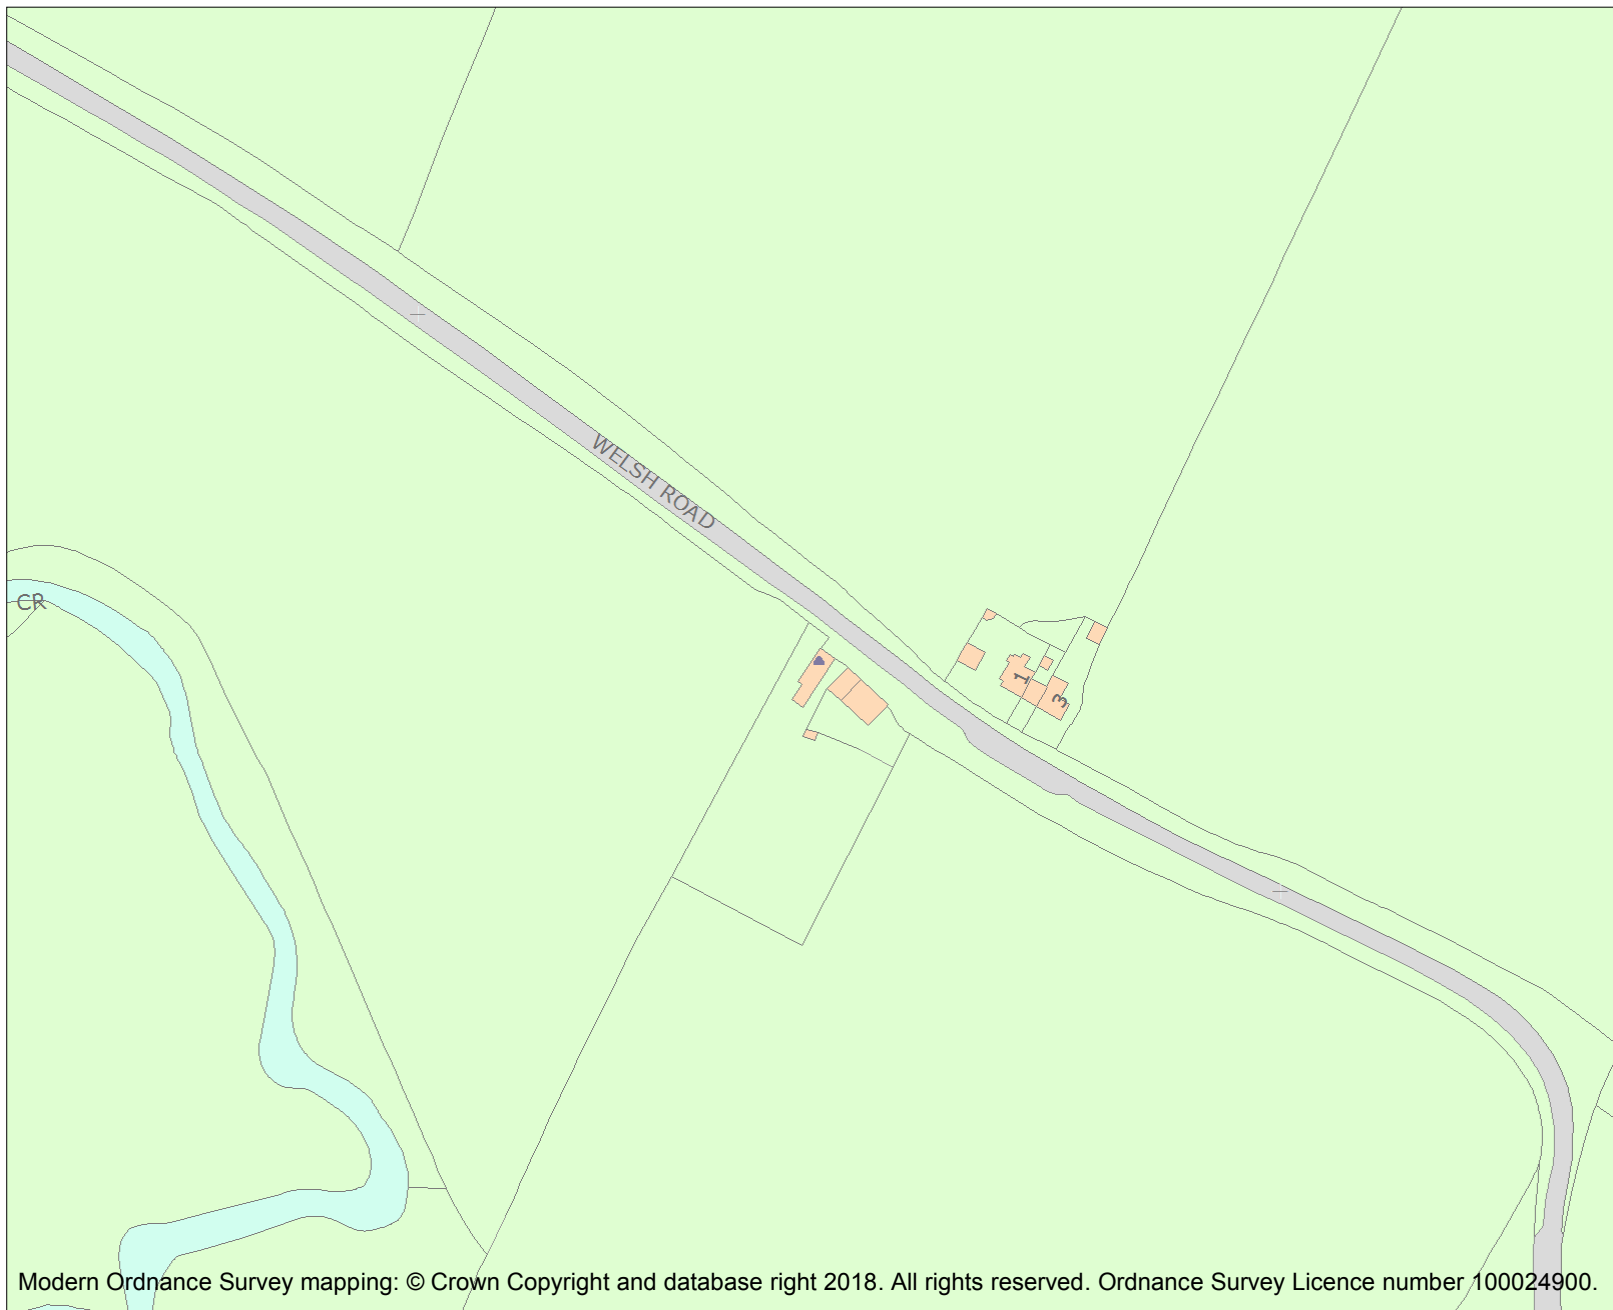 WELSH ROAD
CR
1
3
Modern Ordnance Survey mapping: © Crown Copyright and database right 2018. All rights reserved. Ordnance Survey Licence number 100024900.